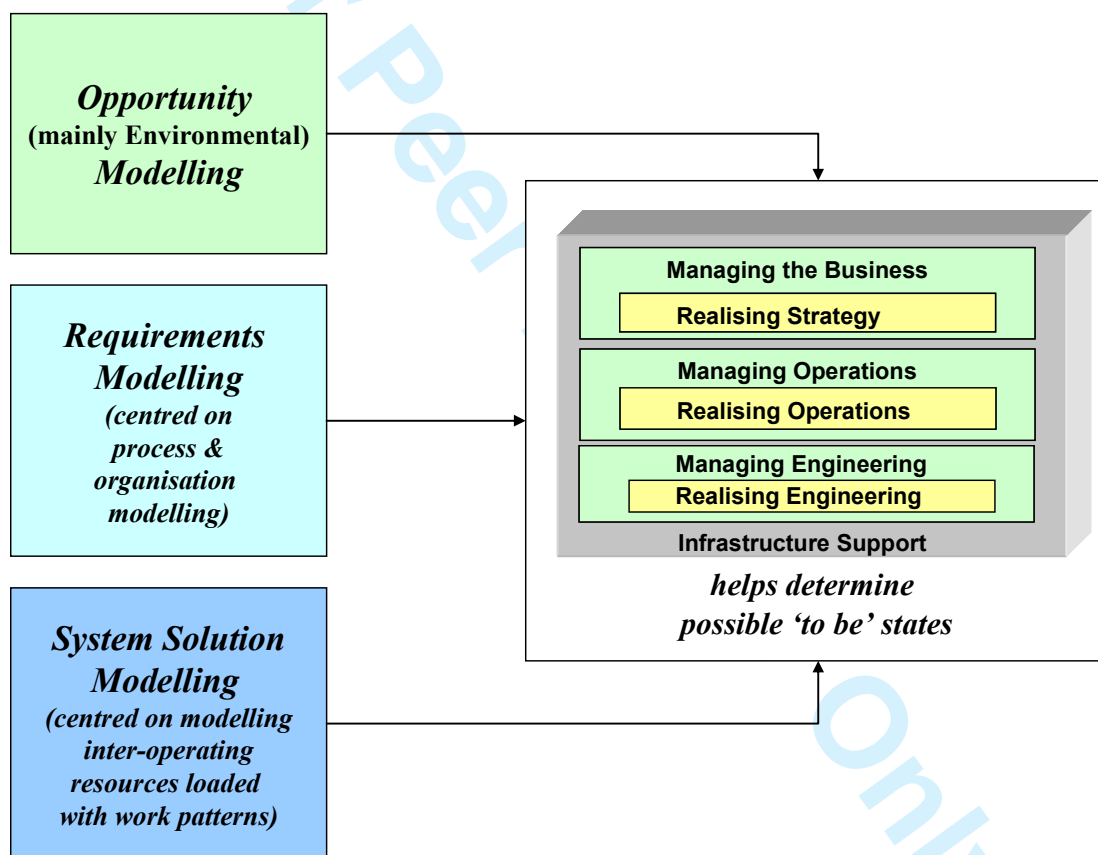 Opportunity
(mainly Environmental)
Modelling
Requirements
Modelling
(centred on
process &
organisation
modelling)
System Solution
Modelling
(centred on modelling
inter-operating
resources loaded
with work patterns)
Managing the Business
Realising Strategy
Managing Operations
Realising Operations
Managing Engineering
Realising Engineering
Infrastructure Support
helps determine
possible ‘to be’ states
Peer
Only